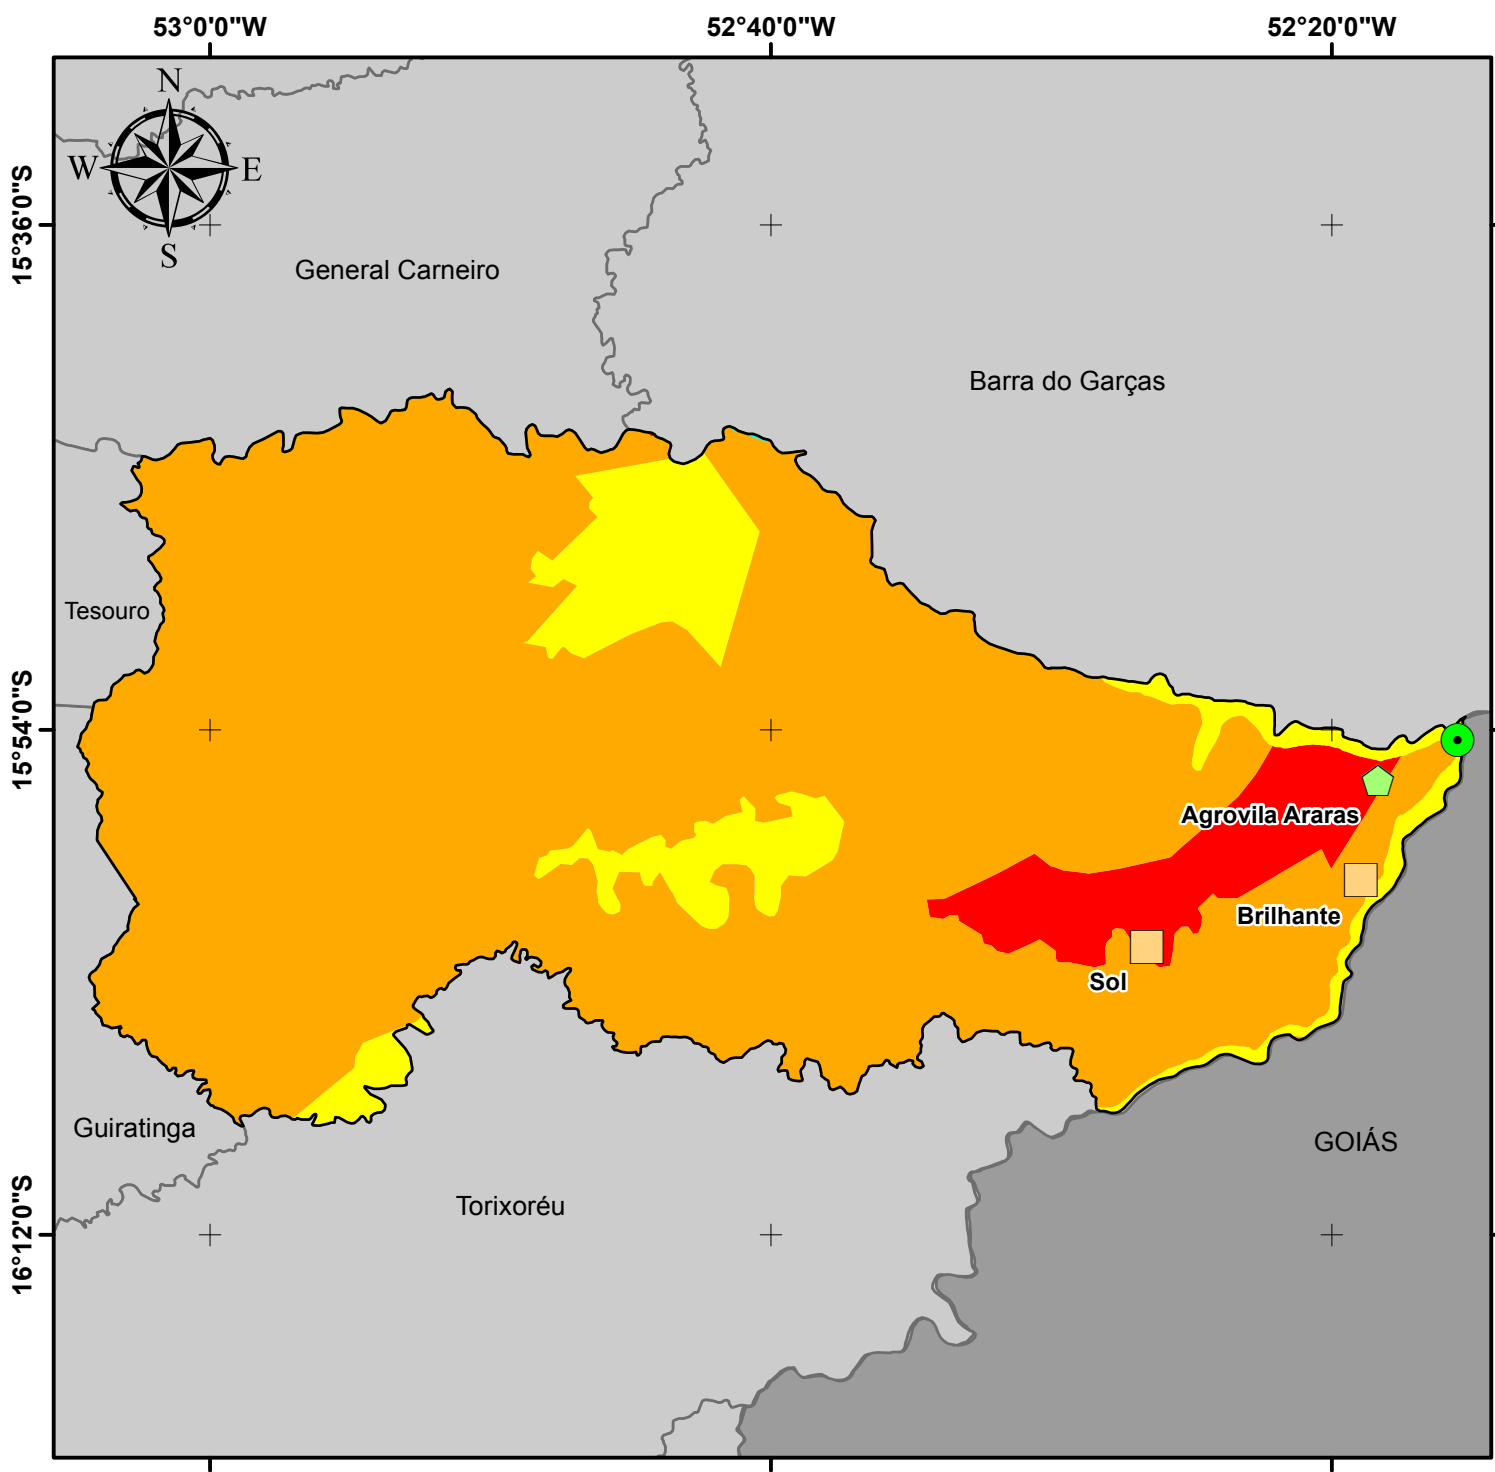 53°0'0"W
52°40'0"W
52°20'0"W
N
W
E
S
15°36'0"S
General Carneiro
Barra do Garças
Tesouro
15°54'0"S
Agrovila Araras
Brilhante
Sol
Guiratinga
GOIÁS
Torixoréu
16°12'0"S